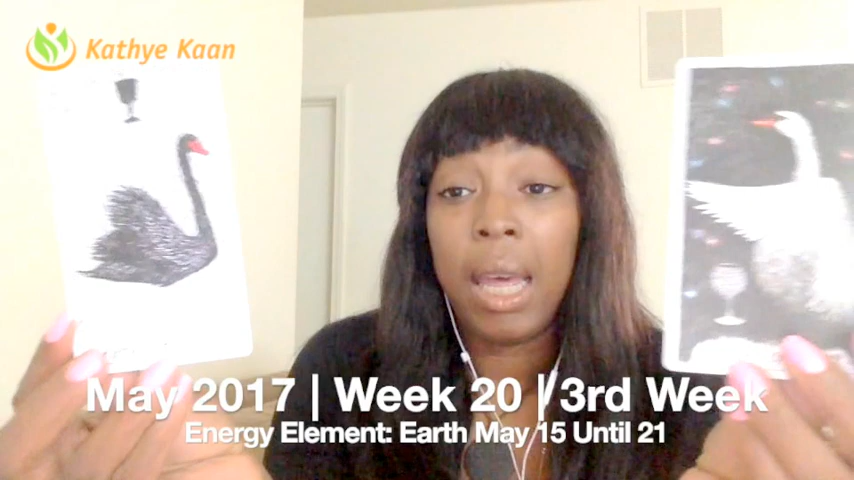 Kathye Kaan
May 2017 | Week 20 | 3rd Week
Energy Element: Earth May 15 Until 21